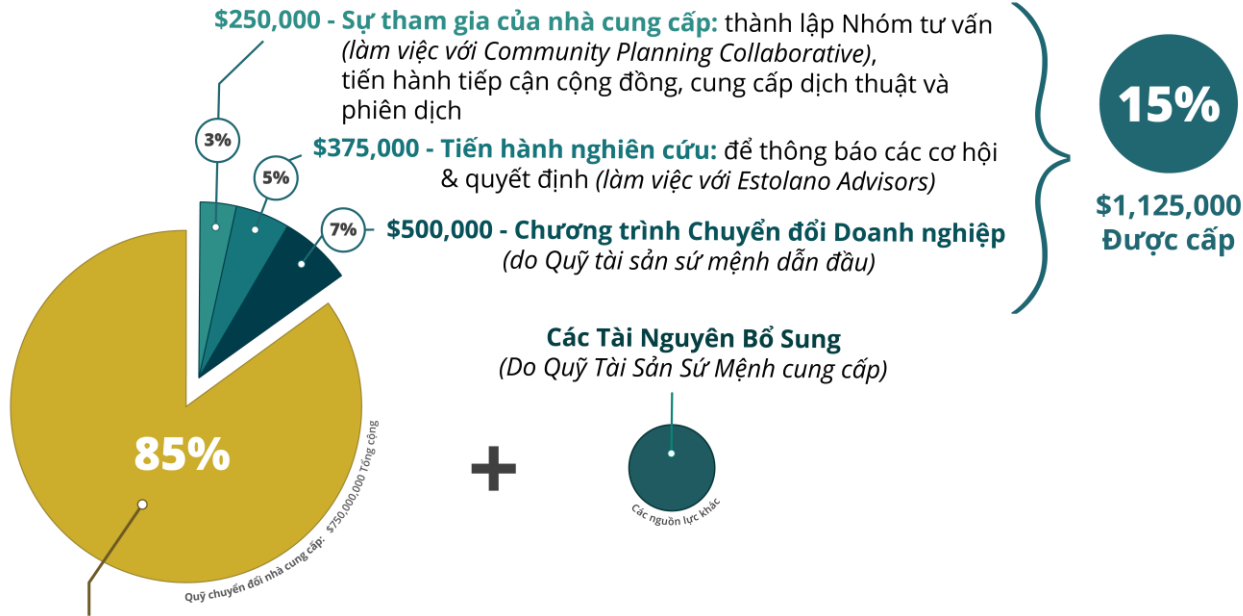 $250,000 - Sự tham gia của nhà cung cấp: thành lập Nhóm tư vấn
(làm việc với Community Planning Collaborative),
tiến hành tiếp cận cộng đồng, cung cấp dịch thuật và
phiên dịch
3%
$375,000 - Tiến hành nghiên cứu: để thông báo các cơ hội
& quyết định (làm việc với Estolano Advisors)
5%
$500,000 - Chương trình Chuyển đổi Doanh nghiệp
(do Quỹ tài sản sứ mệnh dẫn đầu)
7%
15%
$1,125,000
Được cấp
Các Tài Nguyên Bổ Sung
(Do Quỹ Tài Sản Sứ Mệnh cung cấp)
85%
+
Các nguồn lực khác
Quỹ chuyển đổi nhà cung cấp: $750,000,000 Tổng cộng